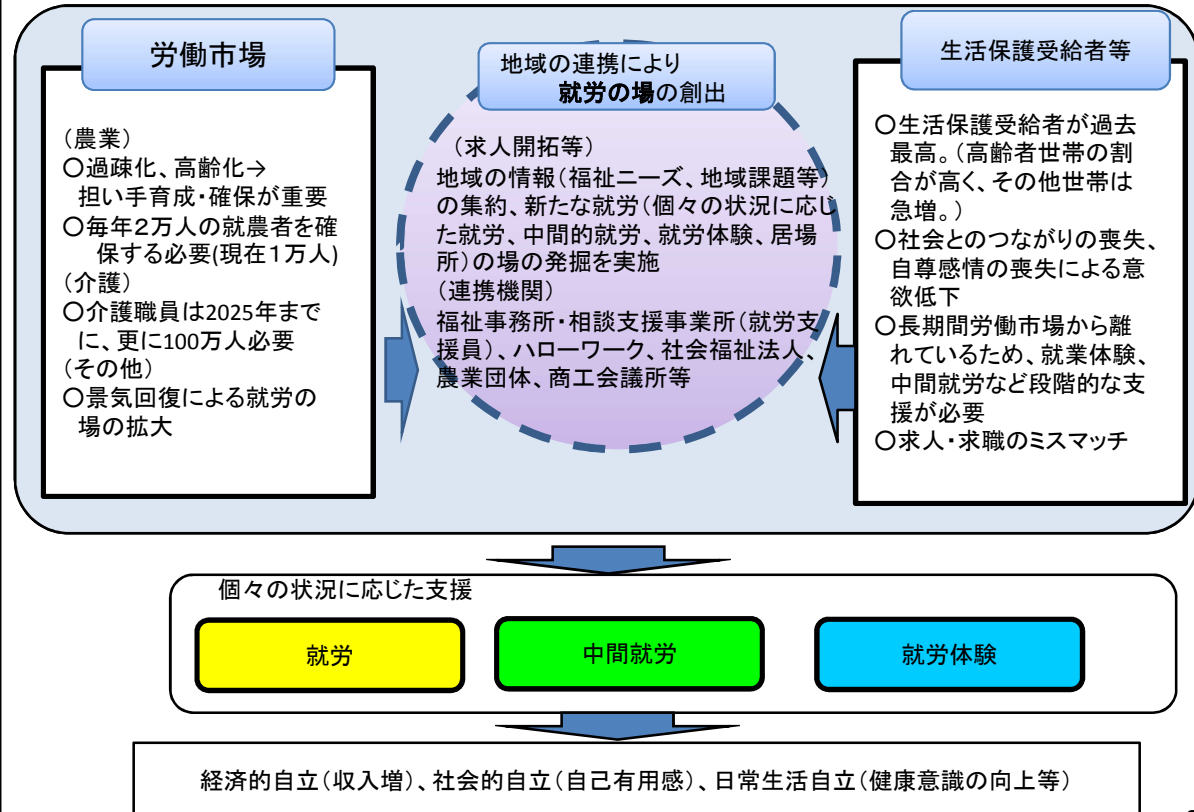 労働市場
(農業)
○過疎化、高齢化→
担い手育成・確保が重要
○毎年2万人の就農者を確
保する必要(現在1万人)
(介護)
○介護職員は2025年まで
に、更に100万人必要
(その他)
○景気回復による就労の
場の拡大
地域の連携により
就労の場の創出
(求人開拓等)
地域の情報(福祉ニーズ、地域課題等)
の集約、新たな就労(個々の状況に応じ
た就労、中間的就労、就労体験、居場
所)の場の発掘を実施
(連携機関)
福祉事務所・相談支援事業所(就労支
援員)、ハローワーク、社会福祉法人、
農業団体、商工会議所等
生活保護受給者等
○生活保護受給者が過去
最高。(高齢者世帯の割
合が高く、その他世帯は
急増。)
○社会とのつながりの喪失、
自尊感情の喪失による意
欲低下
○長期間労働市場から離
れているため、就業体験、
中間就労など段階的な支
援が必要
○求人・求職のミスマッチ
個々の状況に応じた支援
就労
中間就労
就労体験
経済的自立(収入増)、社会的自立(自己有用感)、日常生活自立(健康意識の向上等)